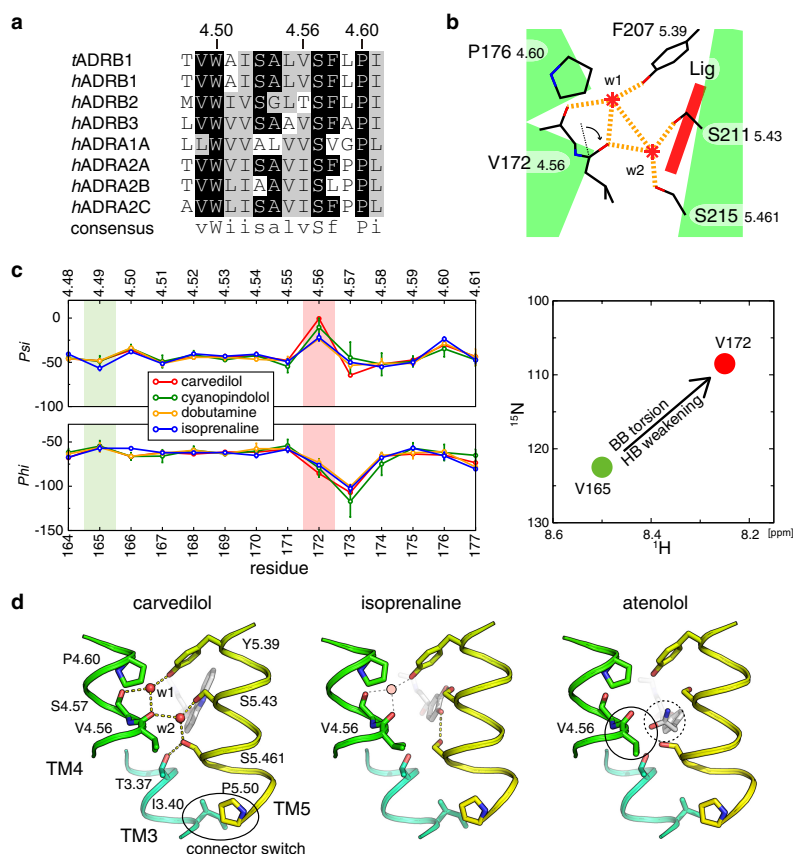 a
4.50 4.56 4.60
tADRB1 TVWAISALVSFLPI
hADRB1 TVWAISALVSFLPI
hADRB2 MVWIVSGLTSFLPI
hADRB3 LVWVVSAAVSFAPI
hADRA1A LLWVVALVVSVGPL
hADRA2A TVWVISAVISFPPL
hADRA2B TVWLIAAVISLPPL
hADRA2C AVWLISAVISFPPL
consensus vWiisalvSf Pi
b
F207 5.39
P176 4.60
w1
Lig
S211 5.43
V172 4.56
w2
S215 5.461
c
4.48 4.49 4.50 4.51 4.52 4.53 4.54 4.55 4.56 4.57 4.58 4.59 4.60 4.61
Psi
0
-50
-100
carvedilol
cyanopindolol
dobutamine
isoprenaline
Phi
-50
-100
-150
164 165 166 167 168 169 170 171 172 173 174 175 176 177
residue
15N
100
110
120
130
V172
BB torsion
HB weakening
V165
8.6 8.4 8.2 [ppm]
1H
d
carvedilol isoprenaline atenolol
P4.60
Y5.39
w1
S4.57
S5.43
V4.56
w2
S5.461
TM4
T3.37
I3.40
P5.50
TM5
TM3
connector switch
V4.56
V4.56